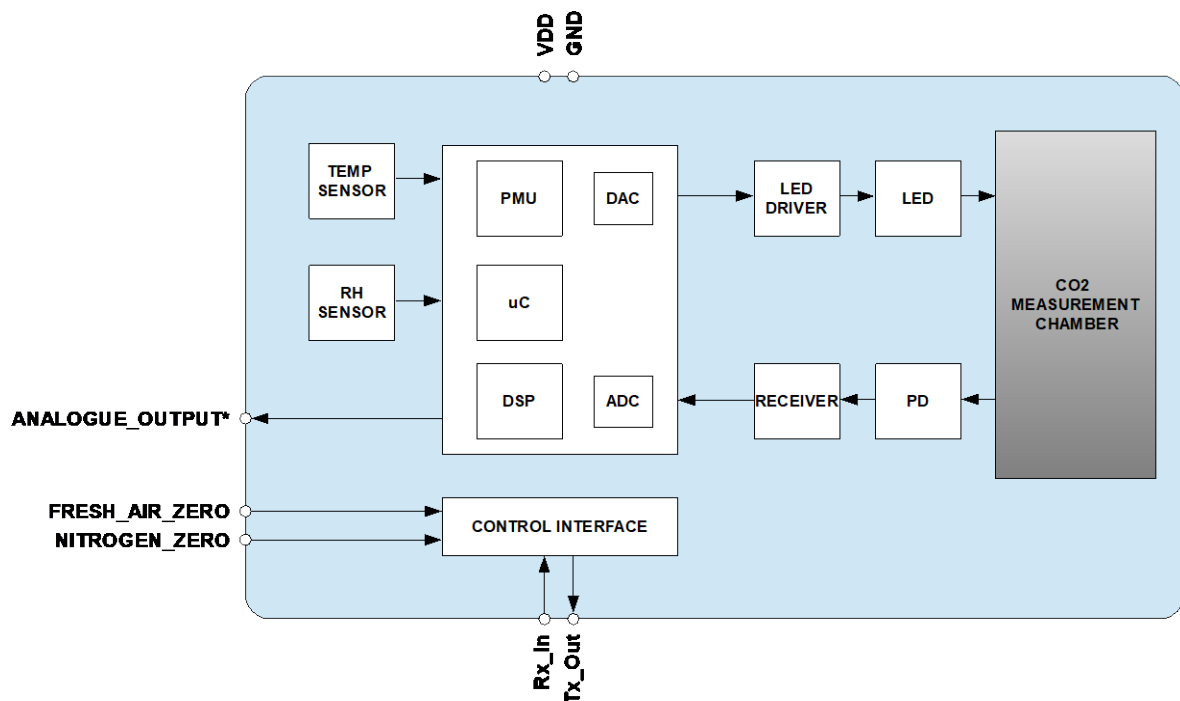 VDD
GND
TEMP
SENSOR
PMU
DAC
LED
DRIVER
LED
CO2
MEASUREMENT
CHAMBER
RH
SENSOR
uC
DSP
ADC
RECEIVER
PD
ANALOGUE_OUTPUT*
FRESH_AIR_ZERO
NITROGEN_ZERO
CONTROL INTERFACE
Rx_In
Tx_Out